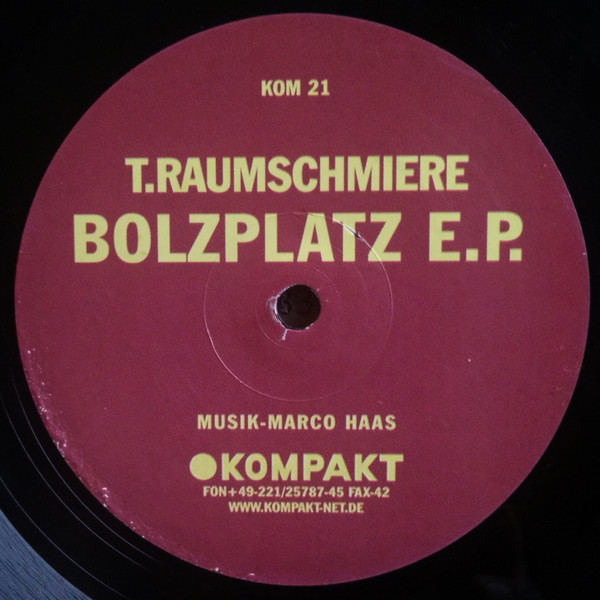 KOM 21
T.RAUMSCHMIERE
BOLZPLATZ E.P.
MUSIK-MARCO HAAS
KOMPAKT
FON+49-221/25787-45 FAX-42
WWW.KOMPAKT-NET.DE